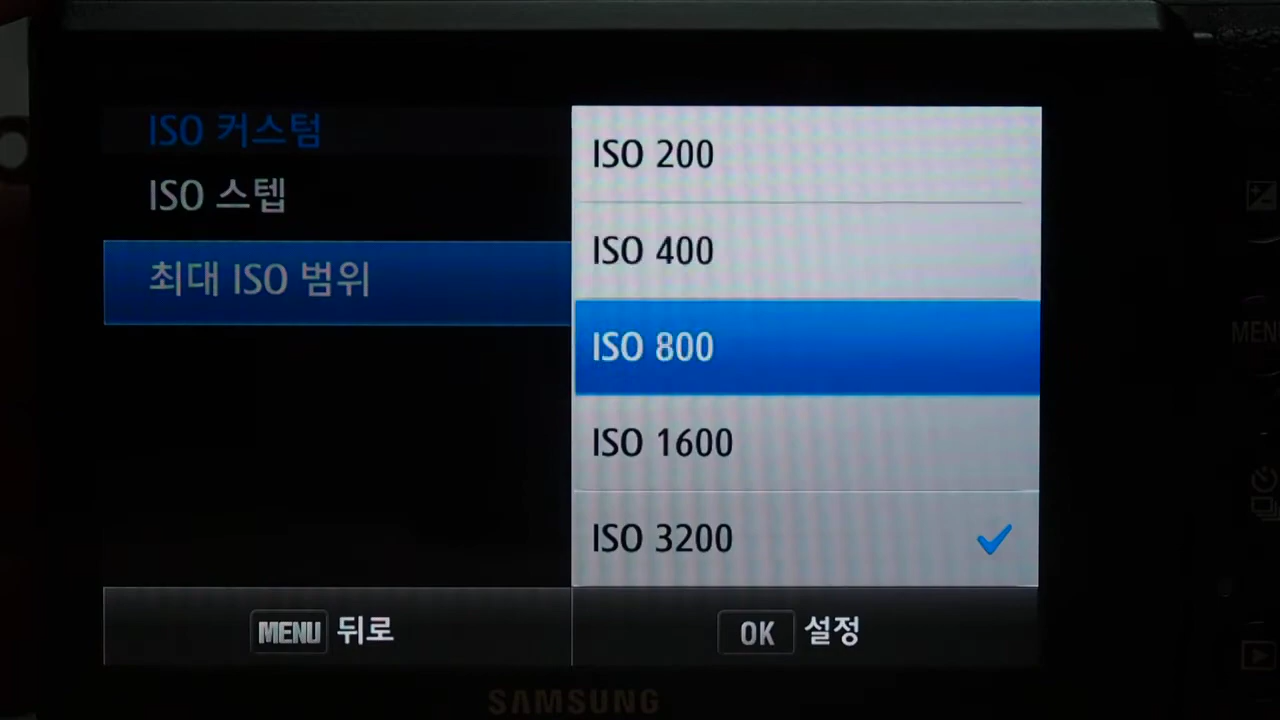 ISO 커스텀
ISO 스텝
최대 ISO 범위
ISO 200
ISO 400
ISO 800
ISO 1600
ISO 3200
MENU 뒤로
OK 설정
SAMSUNG
MEN